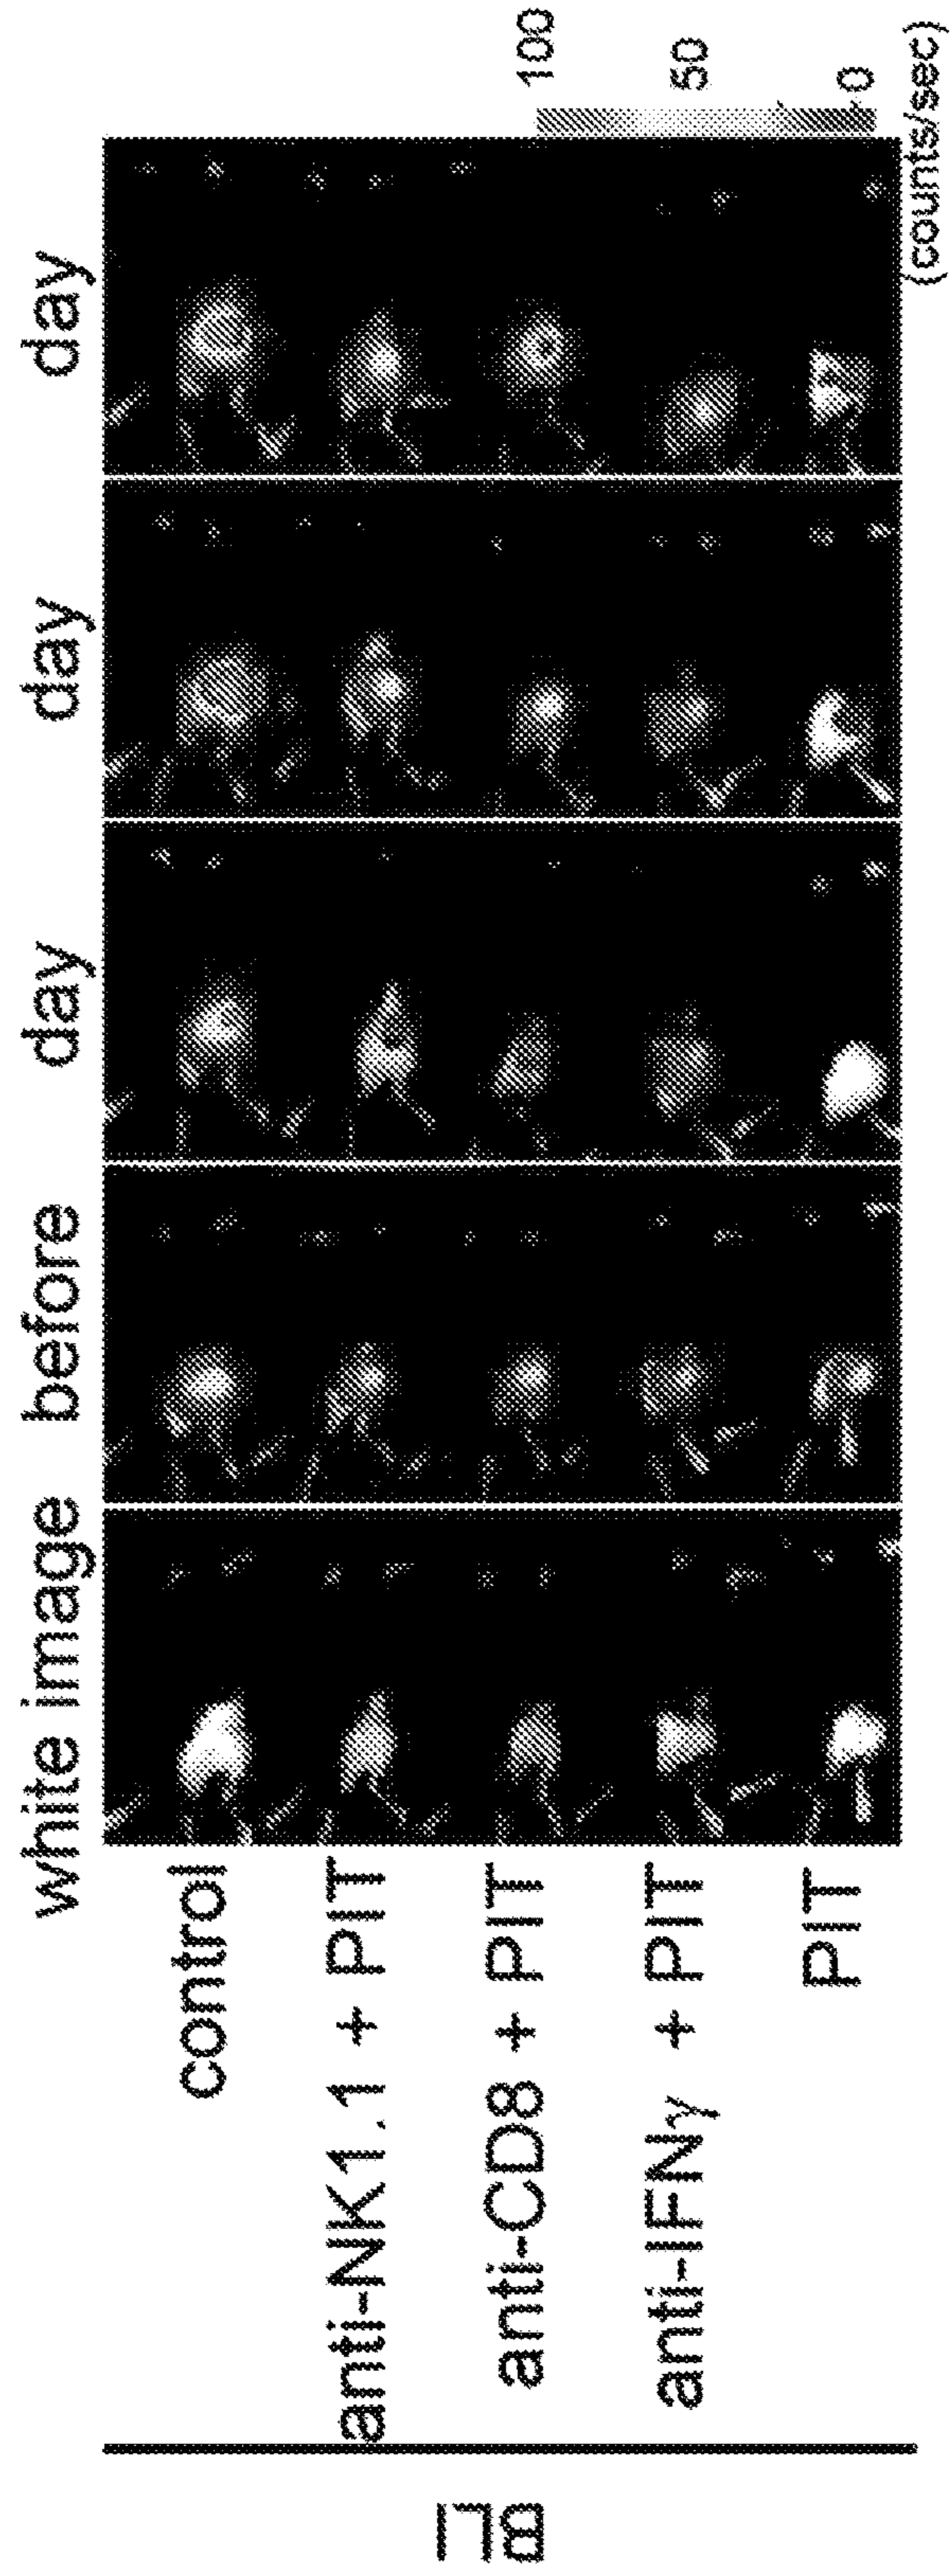 white image before day day day
control
anti-NK1.1 + PIT
anti-CD8 + PIT
anti-IFNγ + PIT
PIT
BLI
100
50
0
(counts/sec)